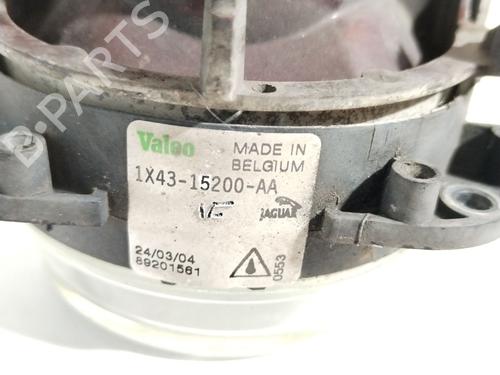 D-PARTS
Valeo
MADE IN
BELGIUM
1X43-15200-AA
JAGUAR
24/03/04
89201561
0553